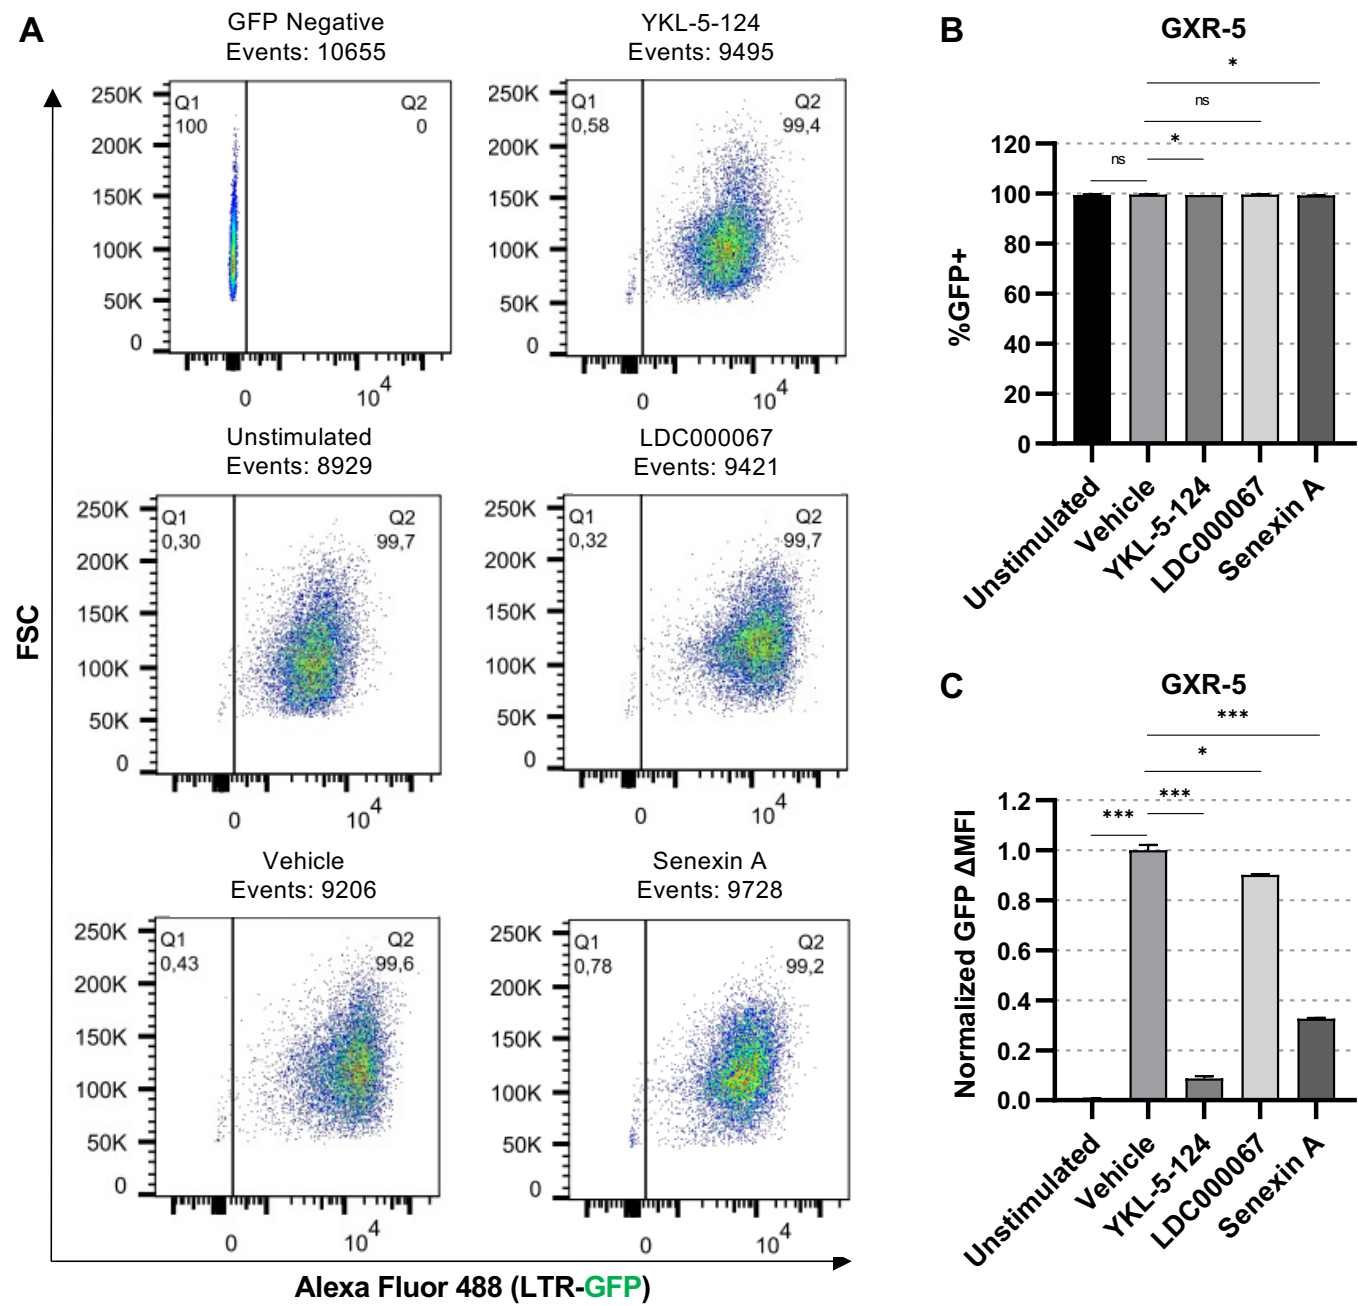 A
GFP Negative
Events: 10655
250K
200K
150K
100K
50K
0
Q1
100
Q2
0
0
10^4
YKL-5-124
Events: 9495
250K
200K
150K
100K
50K
0
Q1
0,58
Q2
99,4
0
10^4
Unstimulated
Events: 8929
250K
200K
150K
100K
50K
0
Q1
0,30
Q2
99,7
0
10^4
LDC000067
Events: 9421
250K
200K
150K
100K
50K
0
Q1
0,32
Q2
99,7
0
10^4
Vehicle
Events: 9206
250K
200K
150K
100K
50K
0
Q1
0,43
Q2
99,6
0
10^4
Senexin A
Events: 9728
250K
200K
150K
100K
50K
0
Q1
0,78
Q2
99,2
0
10^4
FSC
Alexa Fluor 488 (LTR-GFP)
B
GXR-5
*
ns
*
ns
%GFP+
120
100
80
60
40
20
0
Unstimulated
Vehicle
YKL-5-124
LDC000067
Senexin A
C
GXR-5
***
*
***
***
Normalized GFP ΔMFI
1.2
1.0
0.8
0.6
0.4
0.2
0.0
Unstimulated
Vehicle
YKL-5-124
LDC000067
Senexin A